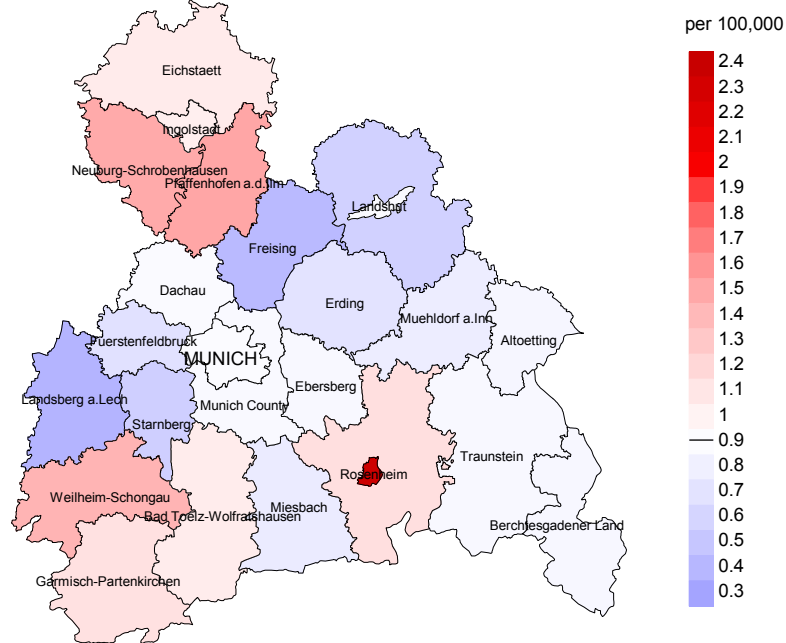 per 100,000
2.4
2.3
2.2
2.1
2
1.9
1.8
1.7
1.6
1.5
1.4
1.3
1.2
1.1
1
0.9
0.8
0.7
0.6
0.5
0.4
0.3
Eichstaett
Ingolstadt
Neuburg-Schrobenhausen
Pfaffenhofen a.d.Ilm
Landshst
Freising
Dachau
Erding
Muehldorf a.Inn
Altoetting
Fuerstenfeldbruck
MUNICH
Ebersberg
Landsberg a.Lech
Munich County
Starnberg
Traunstein
Rosenheim
Weilheim-Schongau
Miesbach
Bad Toelz-Wolfratshausen
Berchtesgadener Land
Garmisch-Partenkirchen